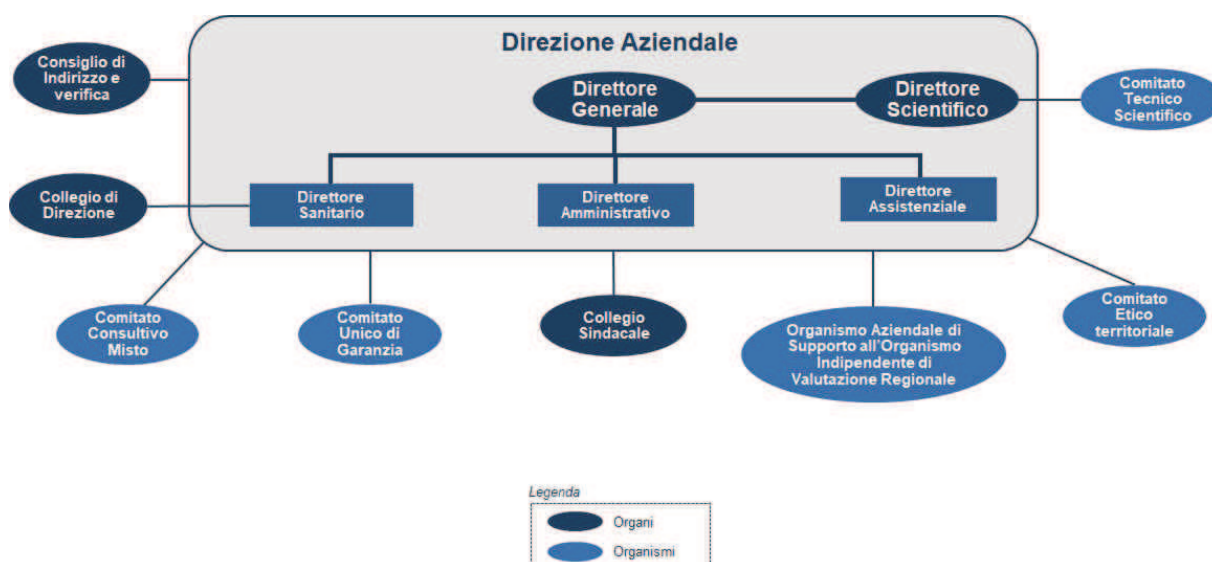 Direzione Aziendale
Consiglio di
Indirizzo e
verifica
Direttore
Generale
Direttore
Scientifico
Comitato
Tecnico
Scientifico
Collegio di
Direzione
Direttore
Sanitario
Direttore
Amministrativo
Direttore
Assistenziale
Comitato
Consultivo
Misto
Comitato
Unico di
Garanzia
Collegio
Sindacale
Organismo Aziendale di
Supporto all'Organismo
Indipendente di
Valutazione Regionale
Comitato
Etico
territoriale
Legenda
Organi
Organismi